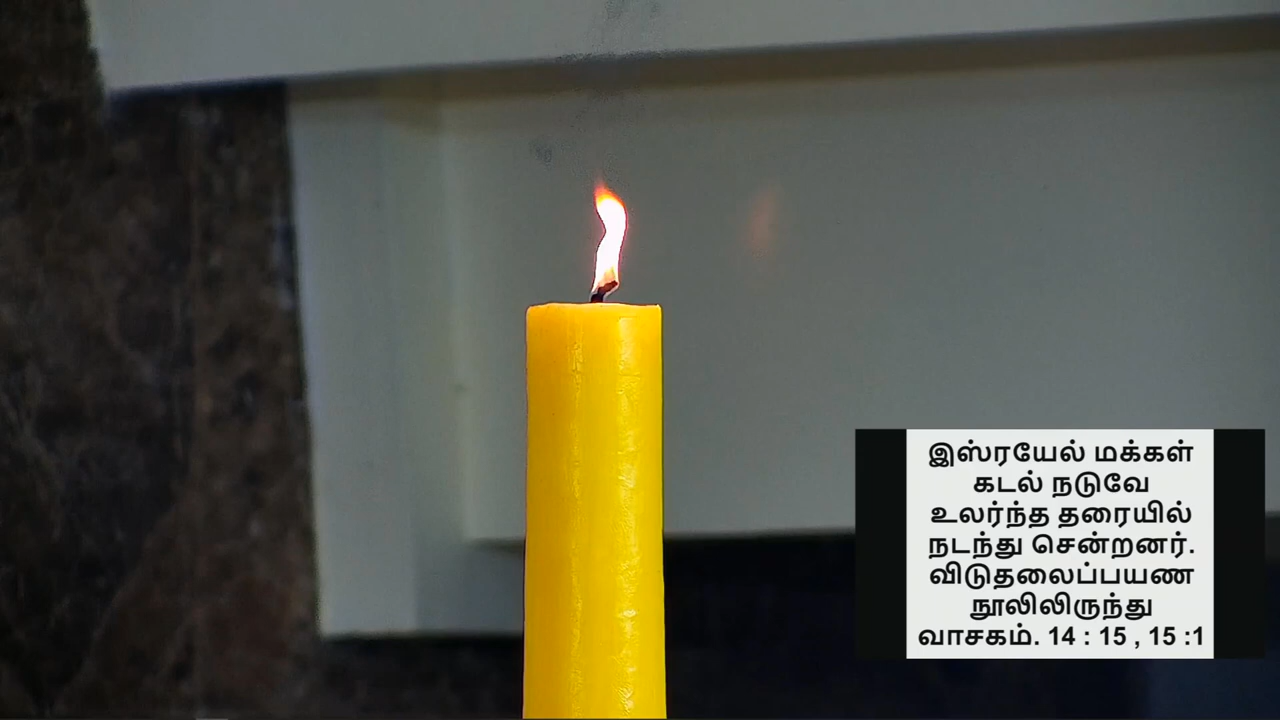 இஸ்ரயேல் மக்கள்
கடல் நடுவே
உலர்ந்த தரையில்
நடந்து சென்றனர்.
விடுதலைப்பயண
நூலிலிருந்து
வாசகம். 14 : 15 , 15 :1